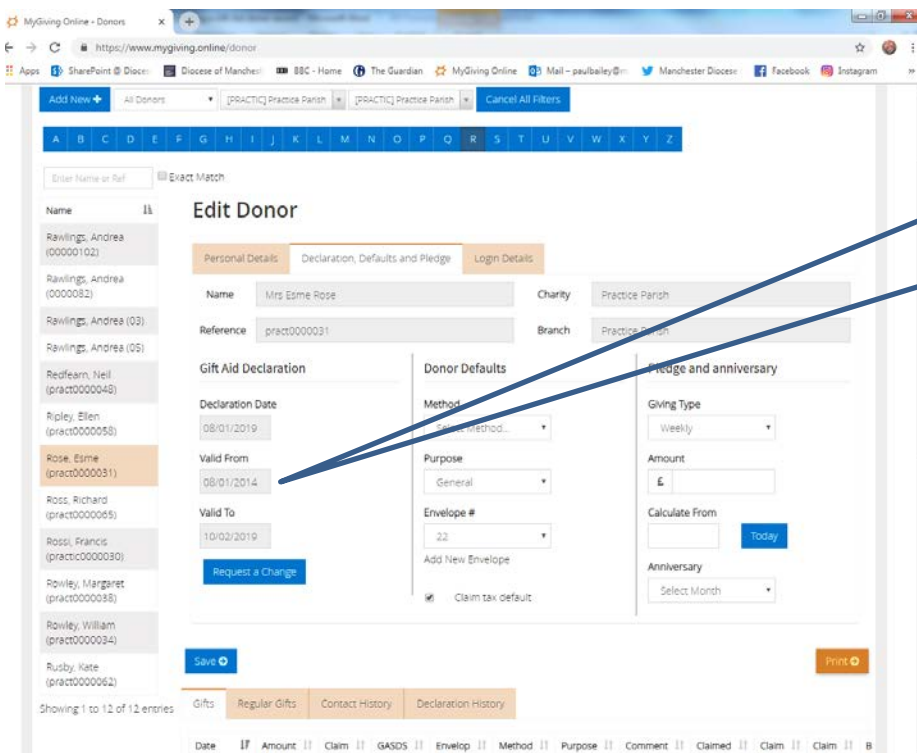 MyGiving Online - Donors
https://www.mygiving.online/donor
Apps SharePoint @ Dioce Diocese of Manches BBC - Home The Guardian MyGiving Online Mail – paulbailey@m Manchester Diocese Facebook Instagram »
Add New + All Donors [PRACTIC] Practice Parish [PRACTIC] Practice Parish Cancel All Filters
A B C D E F G H I J K L M N O P Q R S T U V W X Y Z
Enter Name or Ref Exact Match
Name
Edit Donor
Rawlings, Andrea
(00000102)
Rawlings, Andrea
(0000082)
Rawlings, Andrea (03)
Rawlings, Andrea (05)
Redfearn, Neil
(pract0000048)
Ripley, Ellen
(pract0000058)
Rose, Esme
(pract0000031)
Ross, Richard
(pract0000065)
Rossi, Francis
(practic0000030)
Rowley, Margaret
(pract0000038)
Rowley, William
(pract0000034)
Rusby, Kate
(pract0000062)
Showing 1 to 12 of 12 entries
Personal Details Declaration, Defaults and Pledge Login Details
Name Mrs Esme Rose Charity Practice Parish
Reference pract0000031 Branch Practice Parish
Gift Aid Declaration
Declaration Date
08/01/2019
Valid From
08/01/2014
Valid To
10/02/2019
Request a Change
Donor Defaults
Method
Select Method...
Purpose
General
Envelope #
22
Add New Envelope
Claim tax default
Pledge and anniversary
Giving Type
Weekly
Amount
£
Calculate From
Today
Anniversary
Select Month
Save Print
Gifts Regular Gifts Contact History Declaration History
Date Amount Claim GASDS Envelop Method Purpose Comment Claimed Claim Claim B